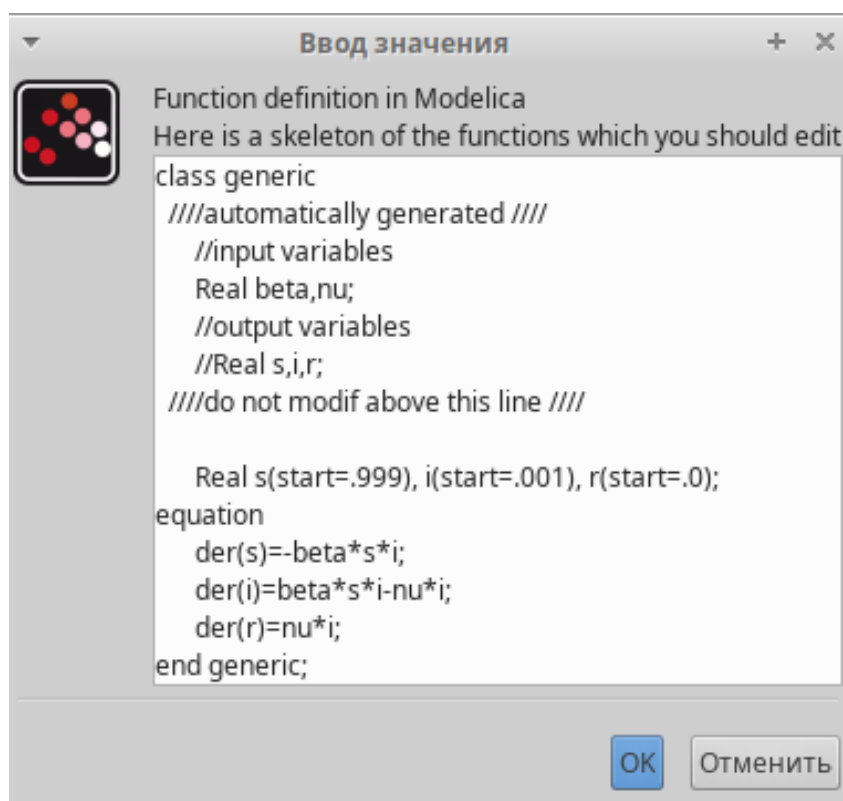 Ввод значения
Function definition in Modelica
Here is a skeleton of the functions which you should edit
class generic
////automatically generated ////
//input variables
Real beta,nu;
//output variables
//Real s,i,r;
////do not modif above this line ////
Real s(start=.999), i(start=.001), r(start=.0);
equation
der(s)=-beta*s*i;
der(i)=beta*s*i-nu*i;
der(r)=nu*i;
end generic;
OK
Отменить